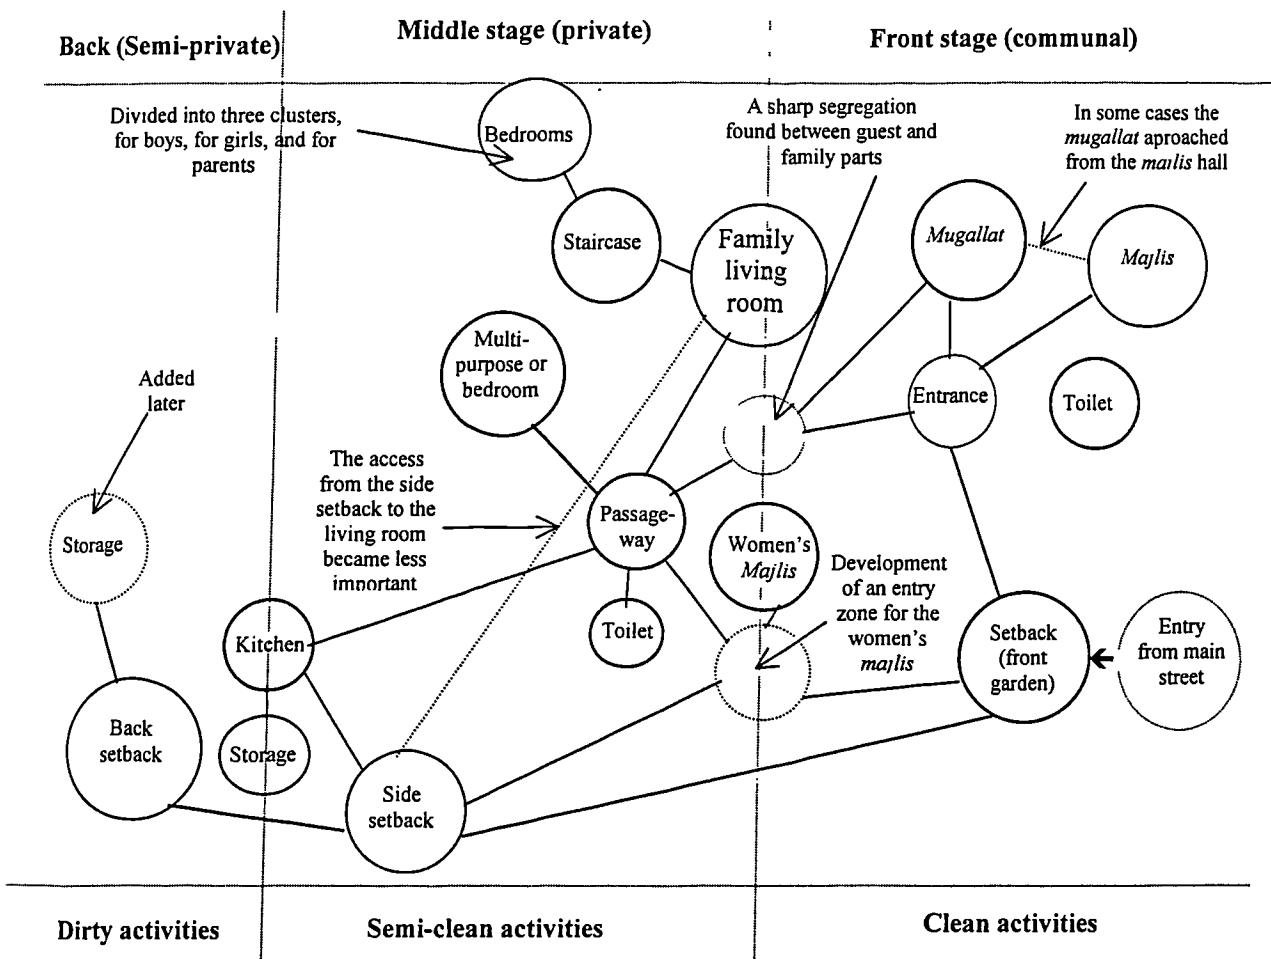 Back (Semi-private)
Middle stage (private)
Front stage (communal)
Divided into three clusters,
for boys, for girls, and for
parents
Bedrooms
A sharp segregation
found between guest and
family parts
In some cases the
mugallat aproached
from the majlis hall
Staircase
Family
living
room
Mugallat
Majlis
Multi-
purpose or
bedroom
Added
later
Entrance
Toilet
The access
from the side
setback to the
living room
became less
important
Storage
Passage-
way
Women's
Majlis
Development
of an entry
zone for the
women's
majlis
Kitchen
Toilet
Setback
(front
garden)
Entry
from main
street
Back
setback
Storage
Side
setback
Dirty activities
Semi-clean activities
Clean activities